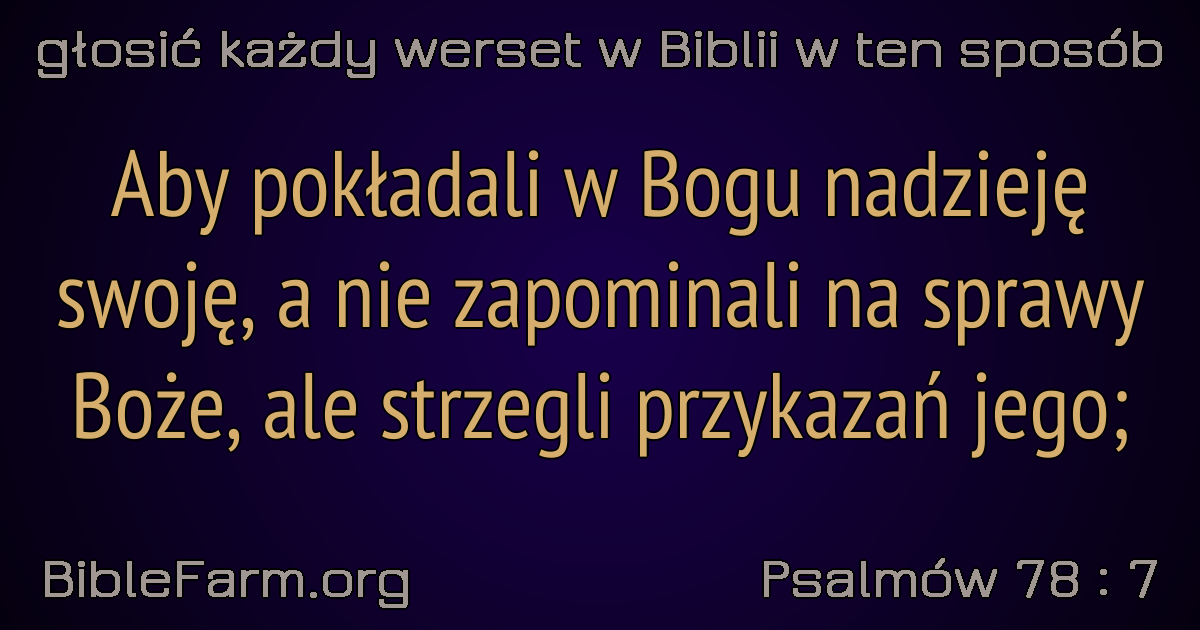 głosić każdy werset w Biblii w ten sposób
Aby pokładali w Bogu nadzieję
swoję, a nie zapominali na sprawy
Boże, ale strzegli przykazań jego;
BibleFarm.org
Psalmów 78 : 7